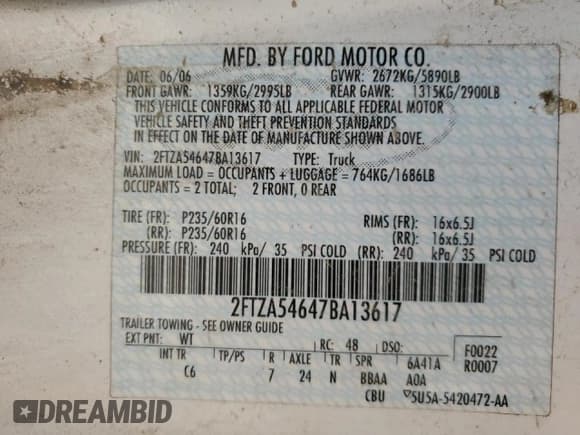 MFD. BY FORD MOTOR CO.
DATE: 06/06 GVWR: 2672KG/5890LB
FRONT GAWR: 1359KG/2995LB REAR GAWR: 1315KG/2900LB
THIS VEHICLE CONFORMS TO ALL APPLICABLE FEDERAL MOTOR
VEHICLE SAFETY AND THEFT PREVENTION STANDARDS
IN EFFECT ON THE DATE OF MANUFACTURE SHOWN ABOVE.
VIN: 2FTZA54647BA13617 TYPE: Truck
MAXIMUM LOAD = OCCUPANTS + LUGGAGE = 764KG/1686LB
OCCUPANTS = 2 TOTAL; 2 FRONT, 0 REAR
TIRE (FR): P235/60R16 RIMS (FR): 16x6.5J
(RR): P235/60R16 (RR): 16x6.5J
PRESSURE (FR): 240 kPa/ 35 PSI COLD (RR): 240 kPa/ 35 PSI COLD
2FTZA54647BA13617
TRAILER TOWING - SEE OWNER GUIDE
EXT PNT: WT RC: 48 DSO: F0022
INT TR TP/PS R AXLE TR SPR 6A41A R0007
C6 7 24 N BBAA AOA
CBU 5U5A-5420472-AA
DREAMBID